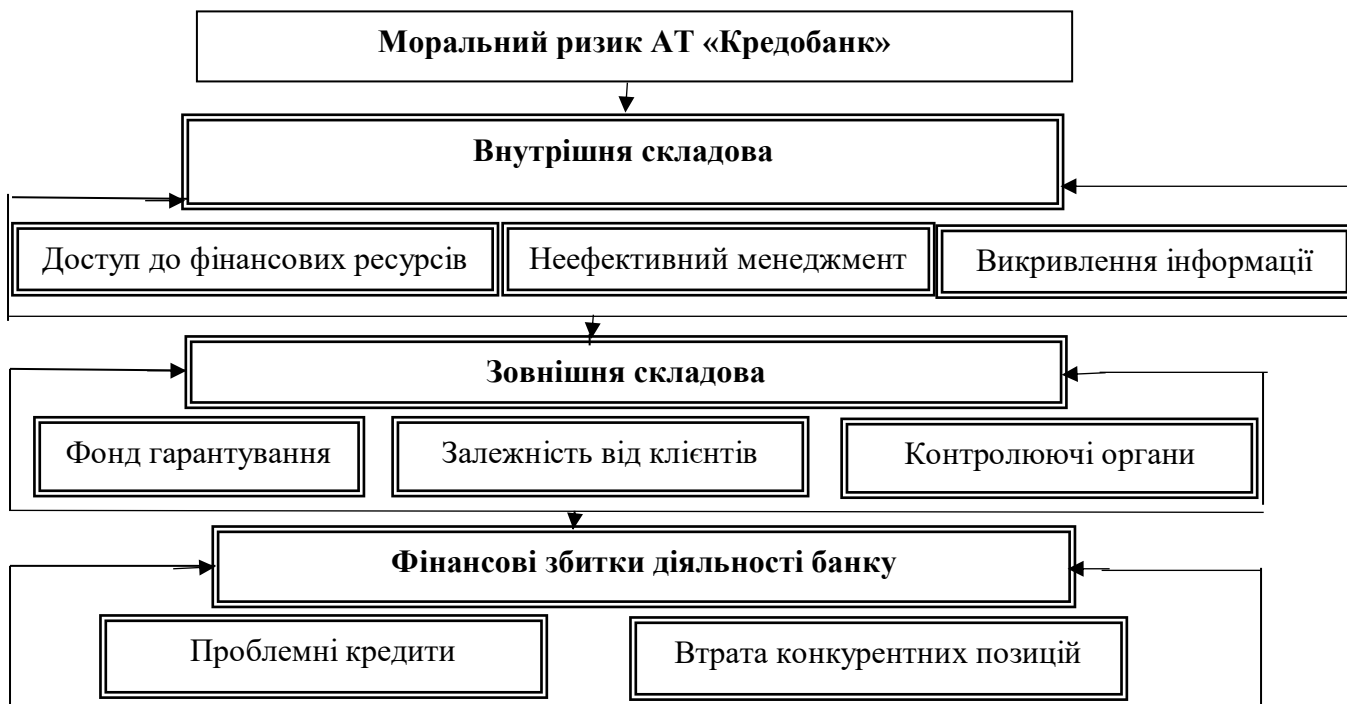 Моральний ризик АТ «Кредобанк»
Внутрішня складова
Доступ до фінансових ресурсів
Неефективний менеджмент
Викривлення інформації
Зовнішня складова
Фонд гарантування
Залежність від клієнтів
Контролюючі органи
Фінансові збитки діяльності банку
Проблемні кредити
Втрата конкурентних позицій